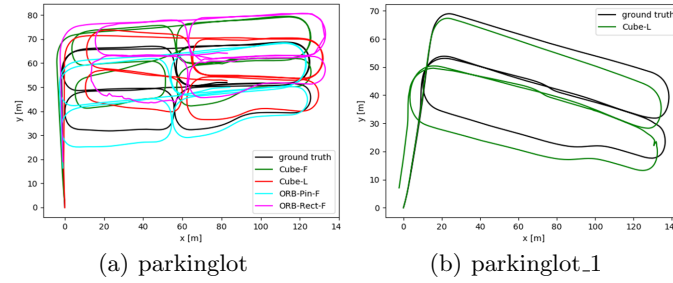 80
70
60
50
40
30
20
10
0
y [m]
0
20
40
60
80
100
120
14
x [m]
ground truth
Cube-F
Cube-L
ORB-Pin-F
ORB-Rect-F
(a) parkinglot
70
60
50
40
30
20
10
0
y [m]
0
20
40
60
80
100
120
140
x [m]
ground truth
Cube-L
(b) parkinglot_1